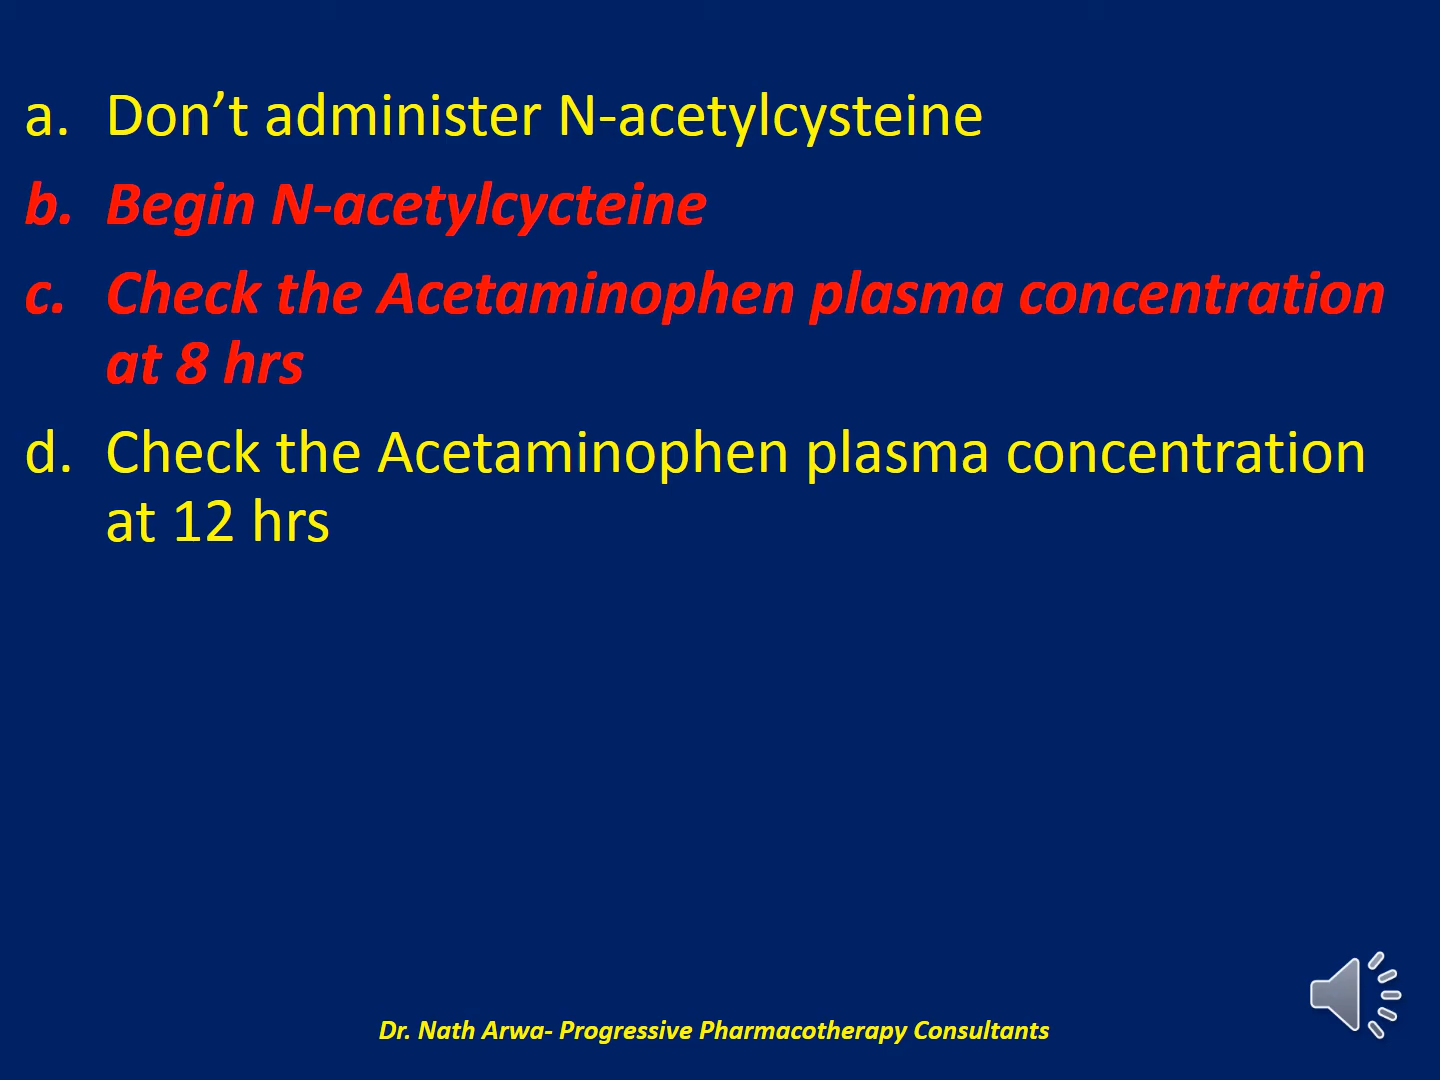 a. Don’t administer N-acetylcysteine
b. Begin N-acetylcycteine
c. Check the Acetaminophen plasma concentration
at 8 hrs
d. Check the Acetaminophen plasma concentration
at 12 hrs
Dr. Nath Arwa- Progressive Pharmacotherapy Consultants